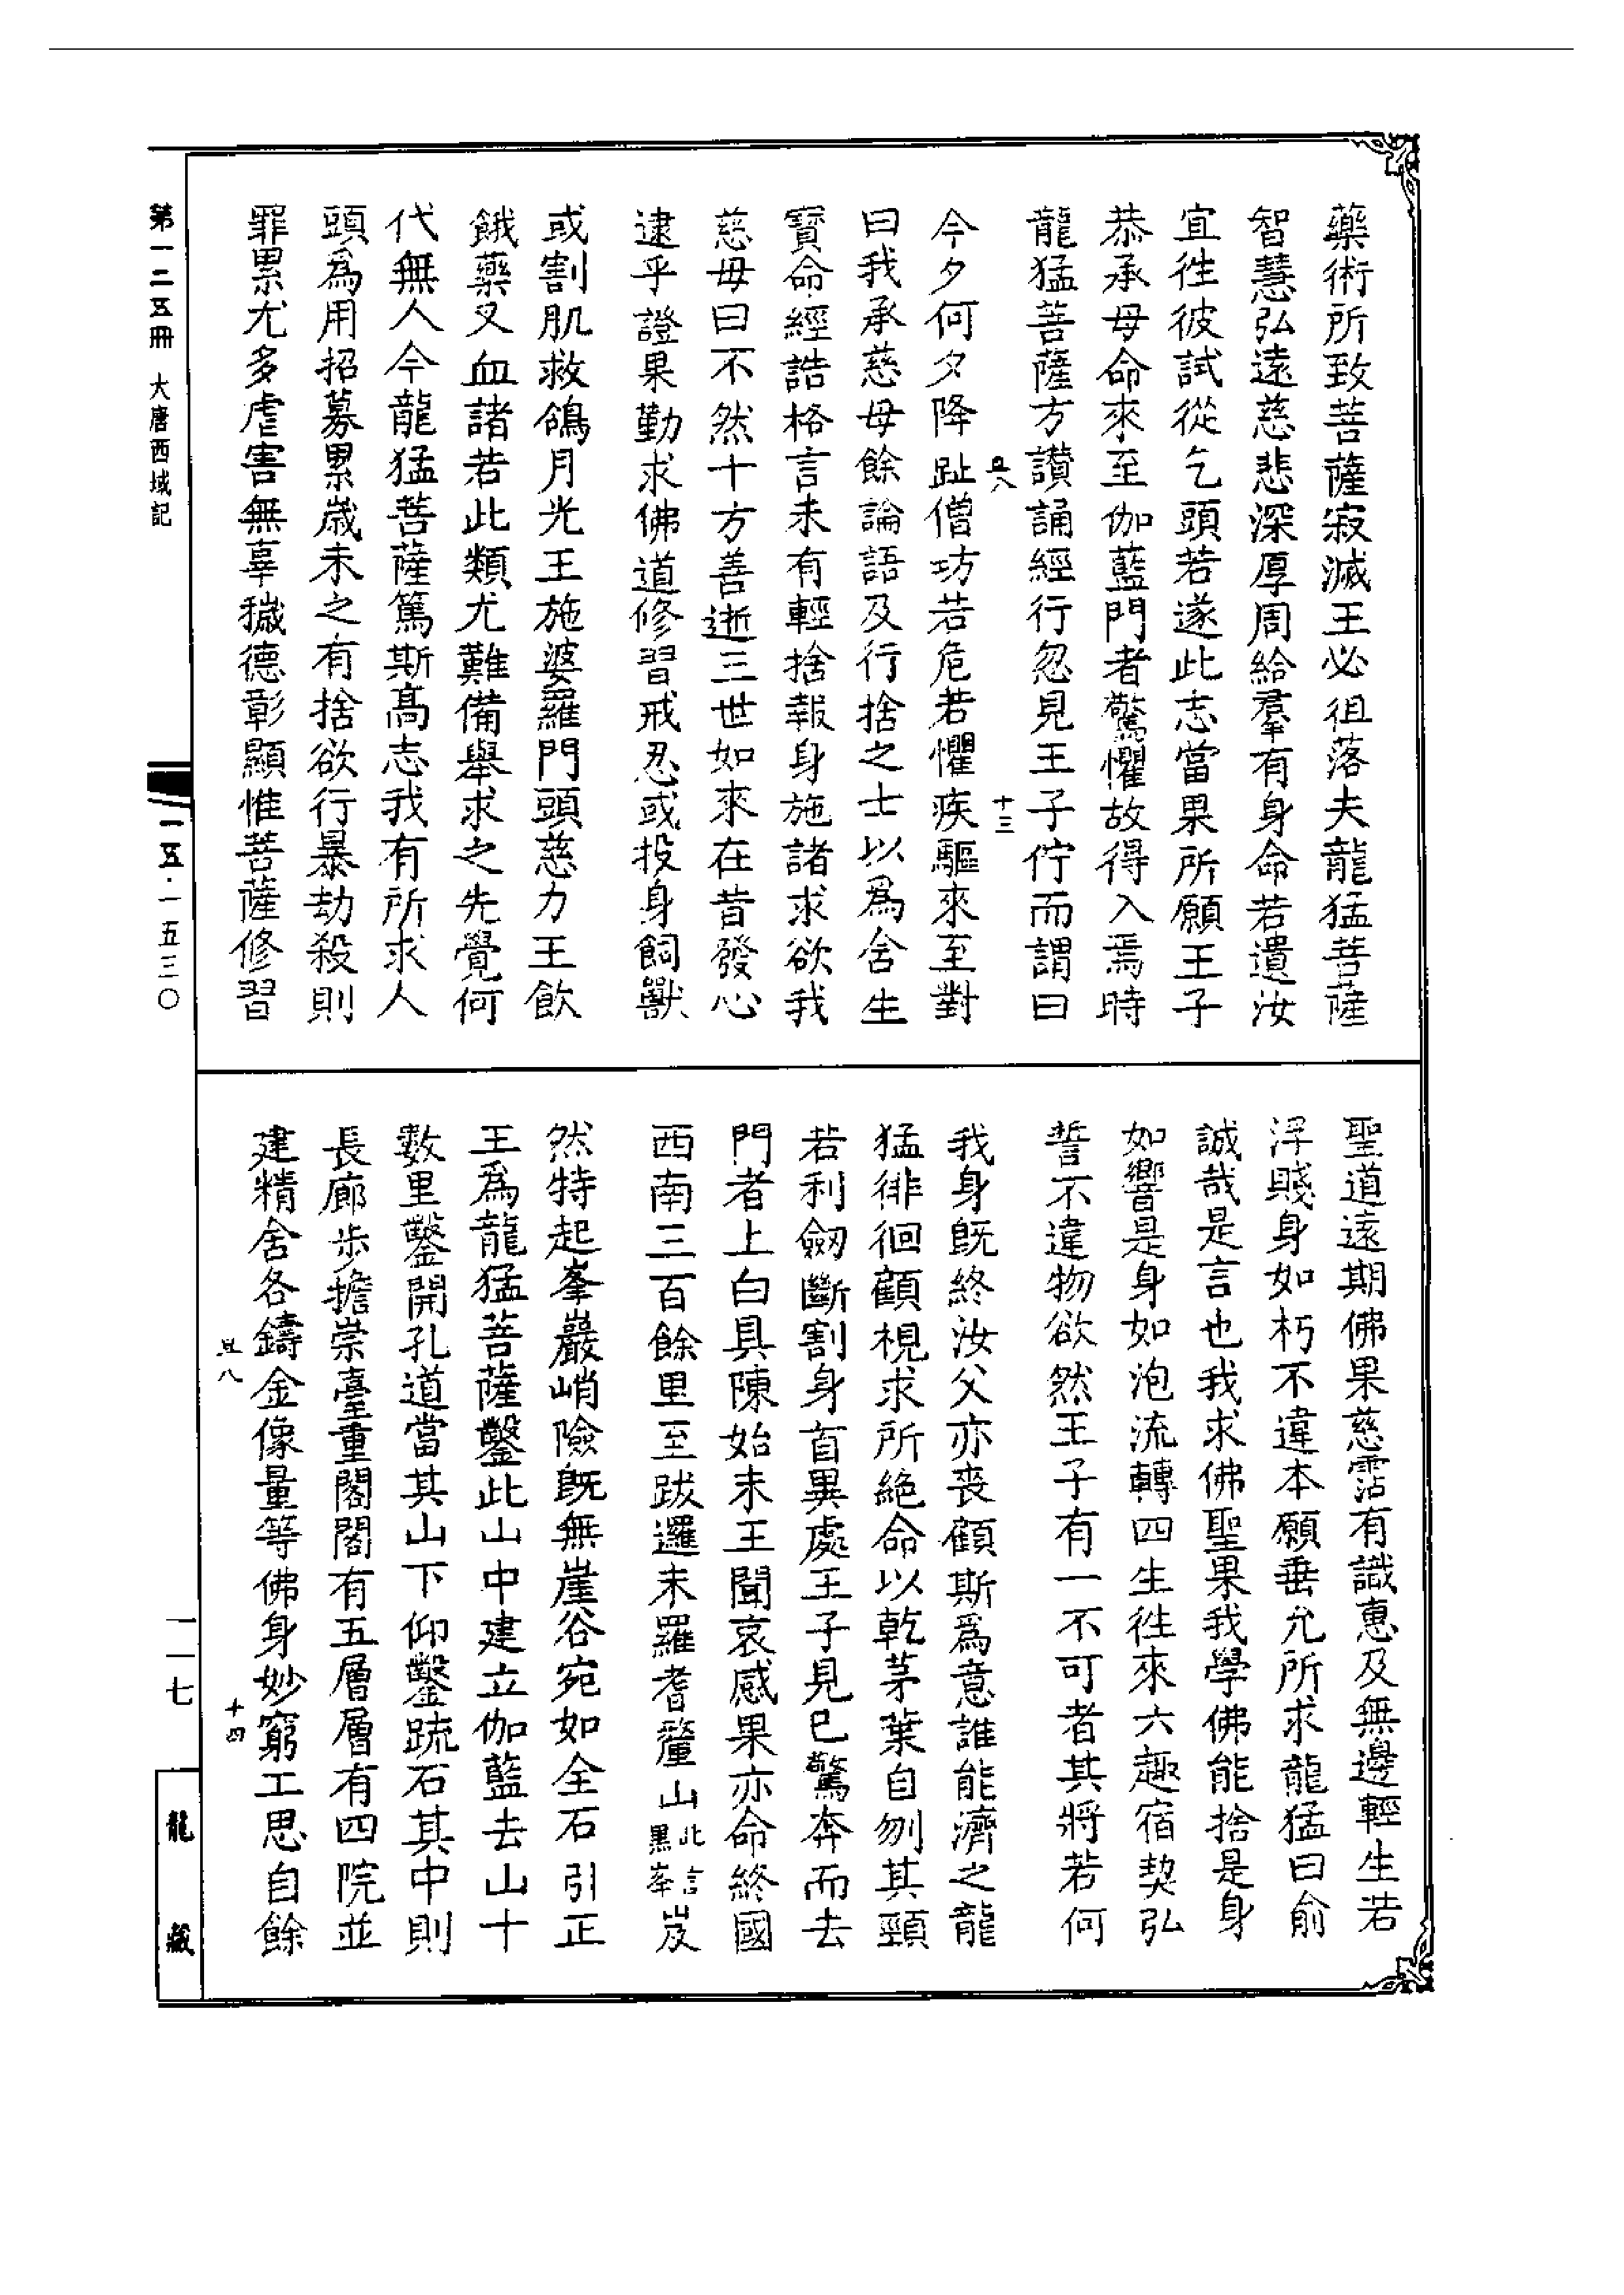 藥術所致菩薩寂滅王必徂落夫龍猛菩薩
智慧弘遠慈悲深厚周給羣有身命若遺汝
宜徃彼試從乞頭若遂此志當果所願王子
恭承母命來至伽藍門者驚懼故得入焉時
龍猛菩薩方讚誦經行忽見王子佇而謂曰
十三
今夕何夕降趾僧坊若危若懼疾驅來至對
曰我承慈母餘論語及行捨之士以爲含生
寶命經誥格言未有輕捨報身施諸求欲我
慈母曰不然十方善逝三世如來在昔發心
逮乎證果勤求佛道修習戒忍或投身飼獸
或割肌救鴿月光王施婆羅門頭慈力王飲
餓藥叉血諸若此類尤難備舉求之先覺何
代無人今龍猛菩薩篤斯高志我有所求人
頭爲用招募累歲未之有捨欲行暴劫殺則
罪累尤多虐害無辜穢德彰顯惟菩薩修習
聖道遠期佛果慈霑有識惠及無邊輕生若
浮賤身如朽不違本願垂允所求龍猛曰俞
誠哉是言也我求佛聖果我學佛能捨是身
如響是身如泡流轉四生徃來六趣宿契弘
誓不違物欲然王子有一不可者其將若何
我身旣終汝父亦喪顧斯爲意誰能濟之龍
猛徘徊顧視求所絶命以乾茅葉自刎其頸
若利劒斷割身首異處王子見已驚奔而去
門者上白具陳始末王聞哀感果亦命終國
西南三百餘里至跋邏末羅耆釐山此言黑峯岌
然特起峯巖峭險旣無崖谷宛如全石引正
王爲龍猛菩薩鑿此山中建立伽藍去山十
數里鑿開孔道當其山下仰鑿疏石其中則
長廊步擔崇臺重閣閣有五層層有四院並
建精舍各鑄金像量等佛身妙窮工思自餘
十四
第一二五冊 大唐西域記
一五·一五三〇
一一七
龍藏